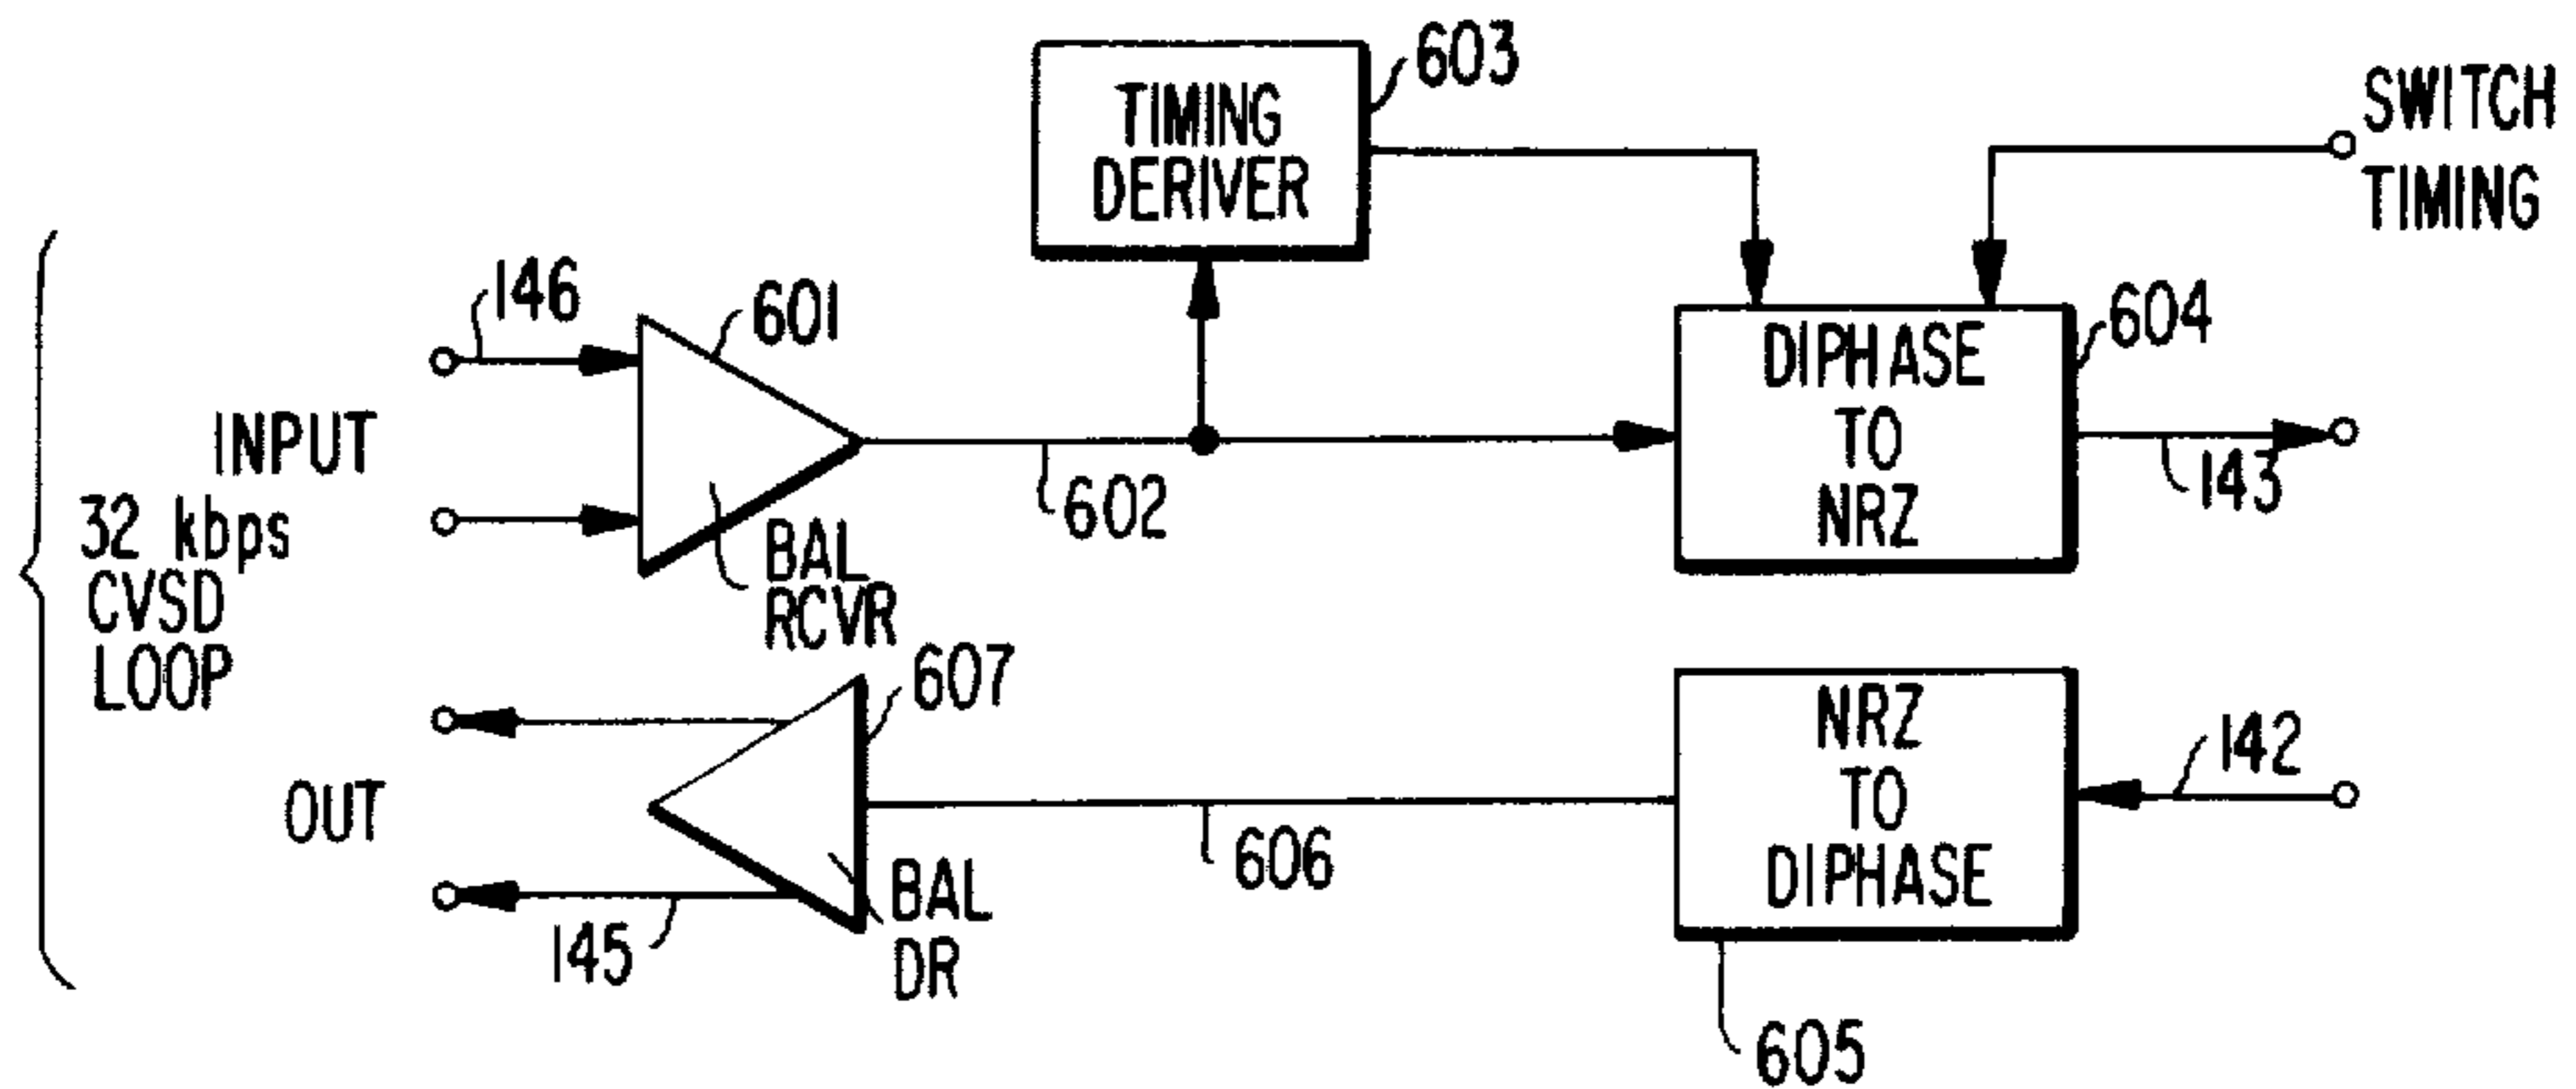 603
TIMING
DERIVER
SWITCH
TIMING
146
601
604
INPUT
602
DIPHASE
TO
NRZ
143
32 kbps
CVSD
LOOP
BAL
RCVR
607
NRZ
TO
DIPHASE
142
OUT
606
145
BAL
DR
605